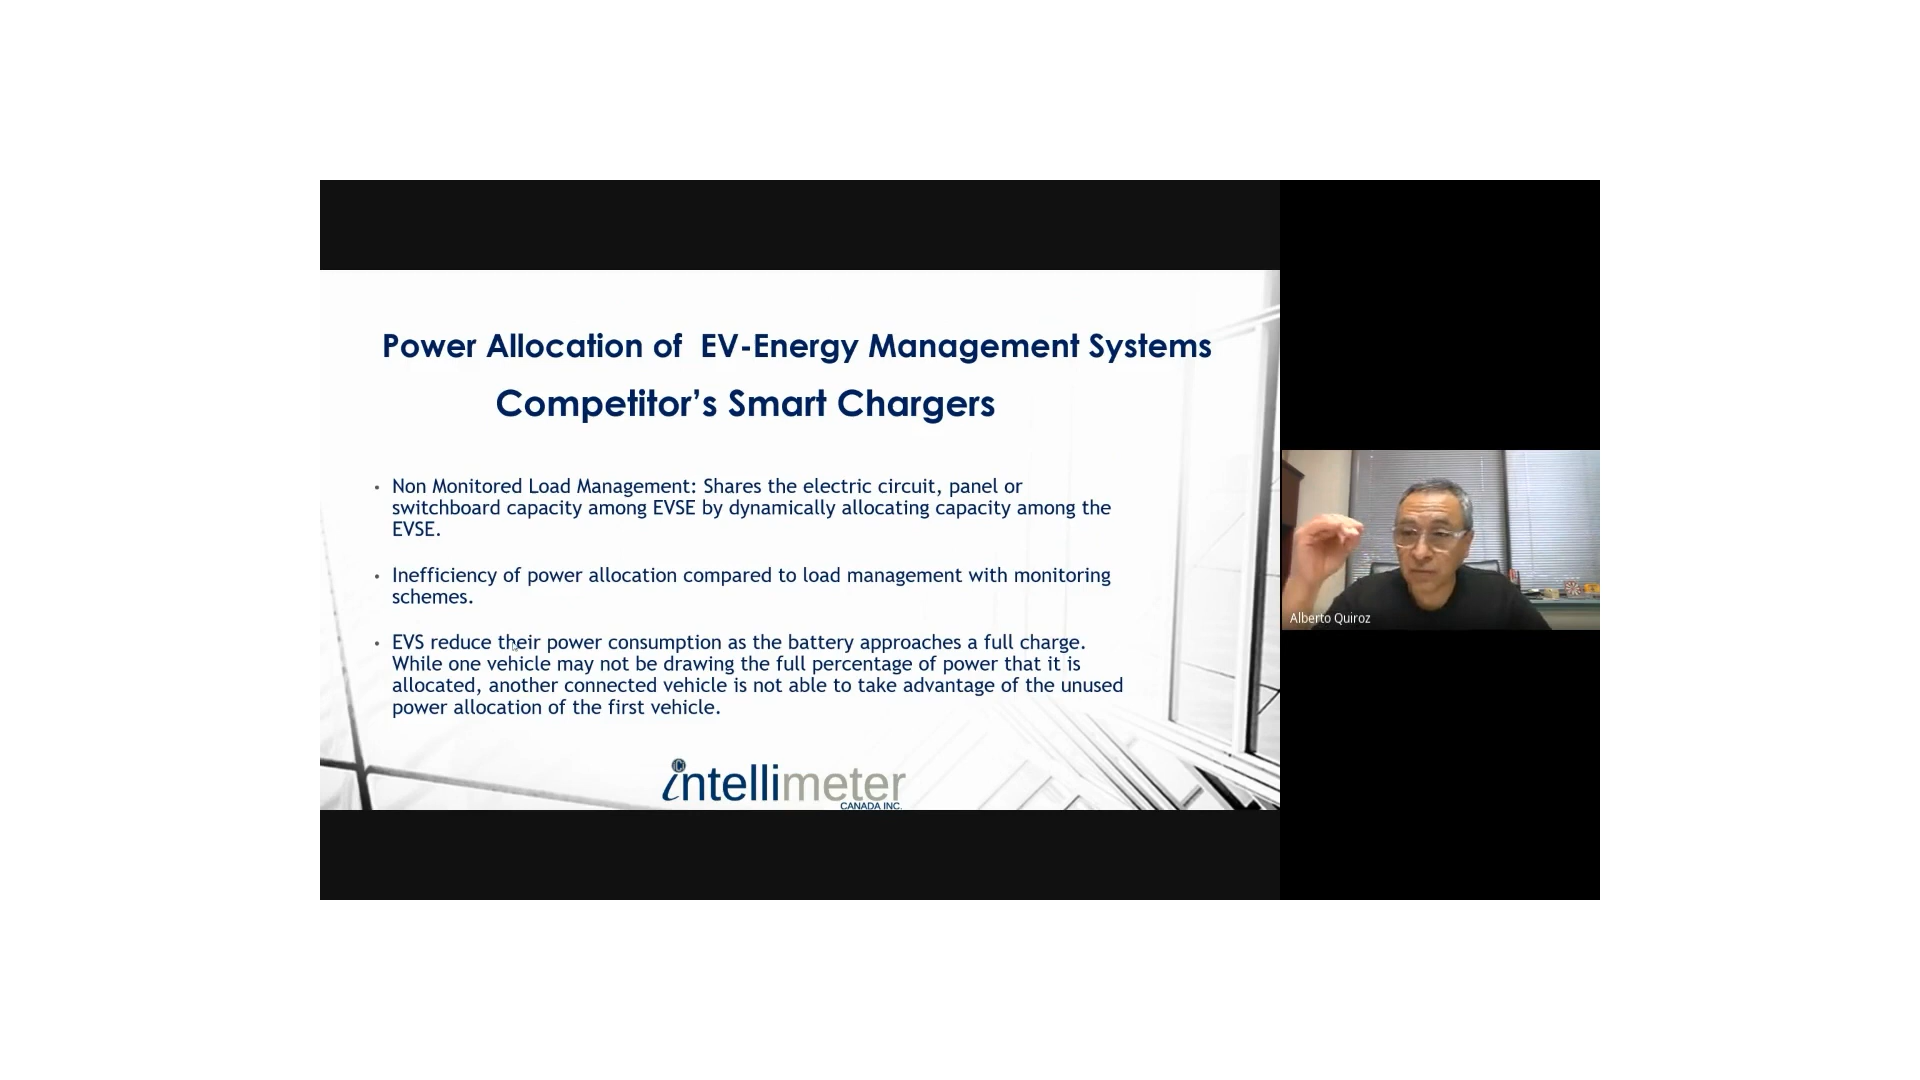 Power Allocation of EV-Energy Management Systems
Competitor's Smart Chargers
• Non Monitored Load Management: Shares the electric circuit, panel or
switchboard capacity among EVSE by dynamically allocating capacity among the
EVSE.
• Inefficiency of power allocation compared to load management with monitoring
schemes.
• EVS reduce their power consumption as the battery approaches a full charge.
While one vehicle may not be drawing the full percentage of power that it is
allocated, another connected vehicle is not able to take advantage of the unused
power allocation of the first vehicle.
intellimeter
CANADA INC.
Alberto Quiroz